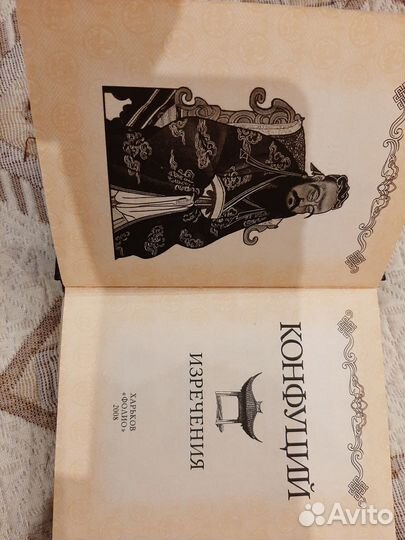 КОНФУЦИЙ
ИЗРЕЧЕНИЯ
ХАРЬКОВ
«ФОЛИО»
2008
Avito